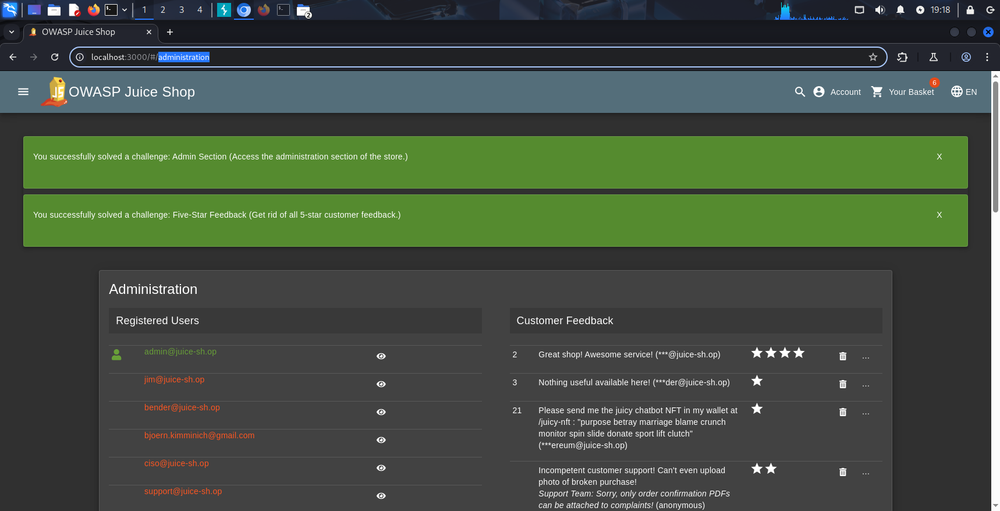 1 2 3 4
2
19:18
OWASP Juice Shop
localhost:3000/#/administration
JS
OWASP Juice Shop
Account
Your Basket
6
EN
You successfully solved a challenge: Admin Section (Access the administration section of the store.)
X
You successfully solved a challenge: Five-Star Feedback (Get rid of all 5-star customer feedback.)
X
Administration
Registered Users
admin@juice-sh.op
jim@juice-sh.op
bender@juice-sh.op
bjoern.kimminich@gmail.com
ciso@juice-sh.op
support@juice-sh.op
Customer Feedback
2 Great shop! Awesome service! (***@juice-sh.op) ...
3 Nothing useful available here! (***der@juice-sh.op) ...
21 Please send me the juicy chatbot NFT in my wallet at ...
/juicy-nft : "purpose betray marriage blame crunch
monitor spin slide donate sport lift clutch"
(***ereum@juice-sh.op)
Incompetent customer support! Can't even upload ...
photo of broken purchase!
Support Team: Sorry, only order confirmation PDFs
can be attached to complaints! (anonymous)